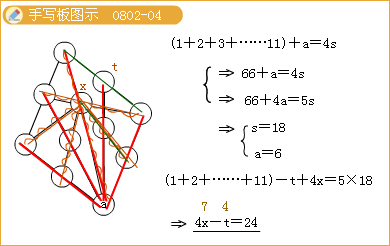 手写板图示 0802-04
(1+2+3+……11)+a=4s
⇒ 66+a=4s
⇒ 66+4a=5s
⇒ s=18
a=6
(1+2+……+11)-t+4x=5×18
7 4
⇒ 4x-t=24
t
x
a